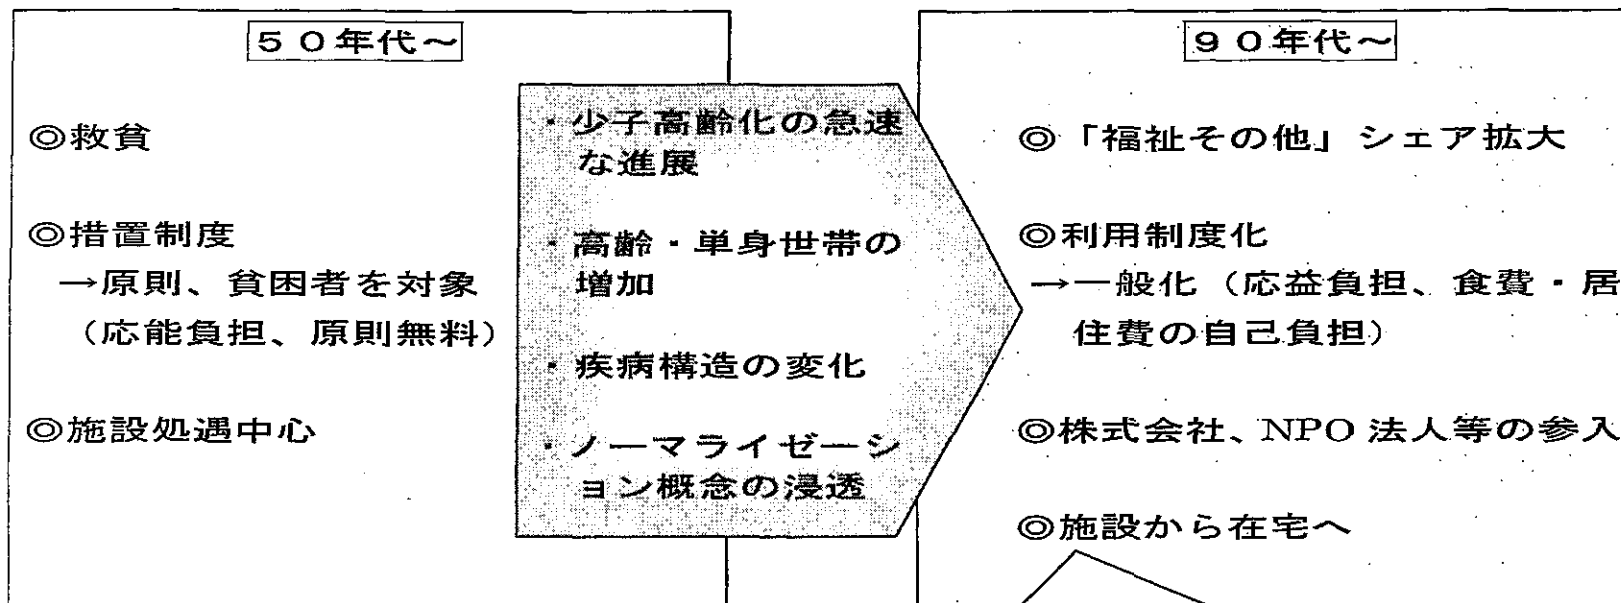 50年代～
◎救貧
◎措置制度
→原則、貧困者を対象
（応能負担、原則無料）
◎施設処遇中心
・少子高齢化の急速
な進展
・高齢・単身世帯の
増加
・疾病構造の変化
・ノーマライゼーシ
ョン概念の浸透
90年代～
◎「福祉その他」シェア拡大
◎利用制度化
→一般化（応益負担、食費・居
住費の自己負担）
◎株式会社、NPO法人等の参入
◎施設から在宅へ